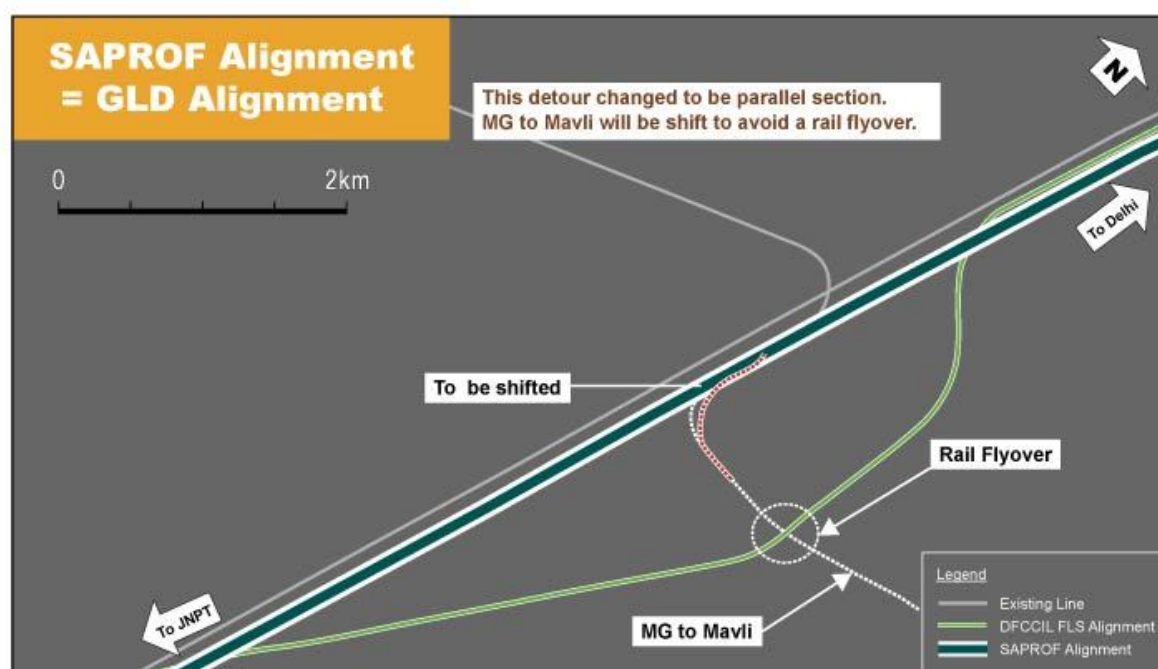 SAPROF Alignment
= GLD Alignment
This detour changed to be parallel section.
MG to Mavli will be shift to avoid a rail flyover.
N
0 2km
To Delhi
To be shifted
Rail Flyover
To JNPT
MG to Mavli
Legend
Existing Line
DFCCIL FLS Alignment
SAPROF Alignment